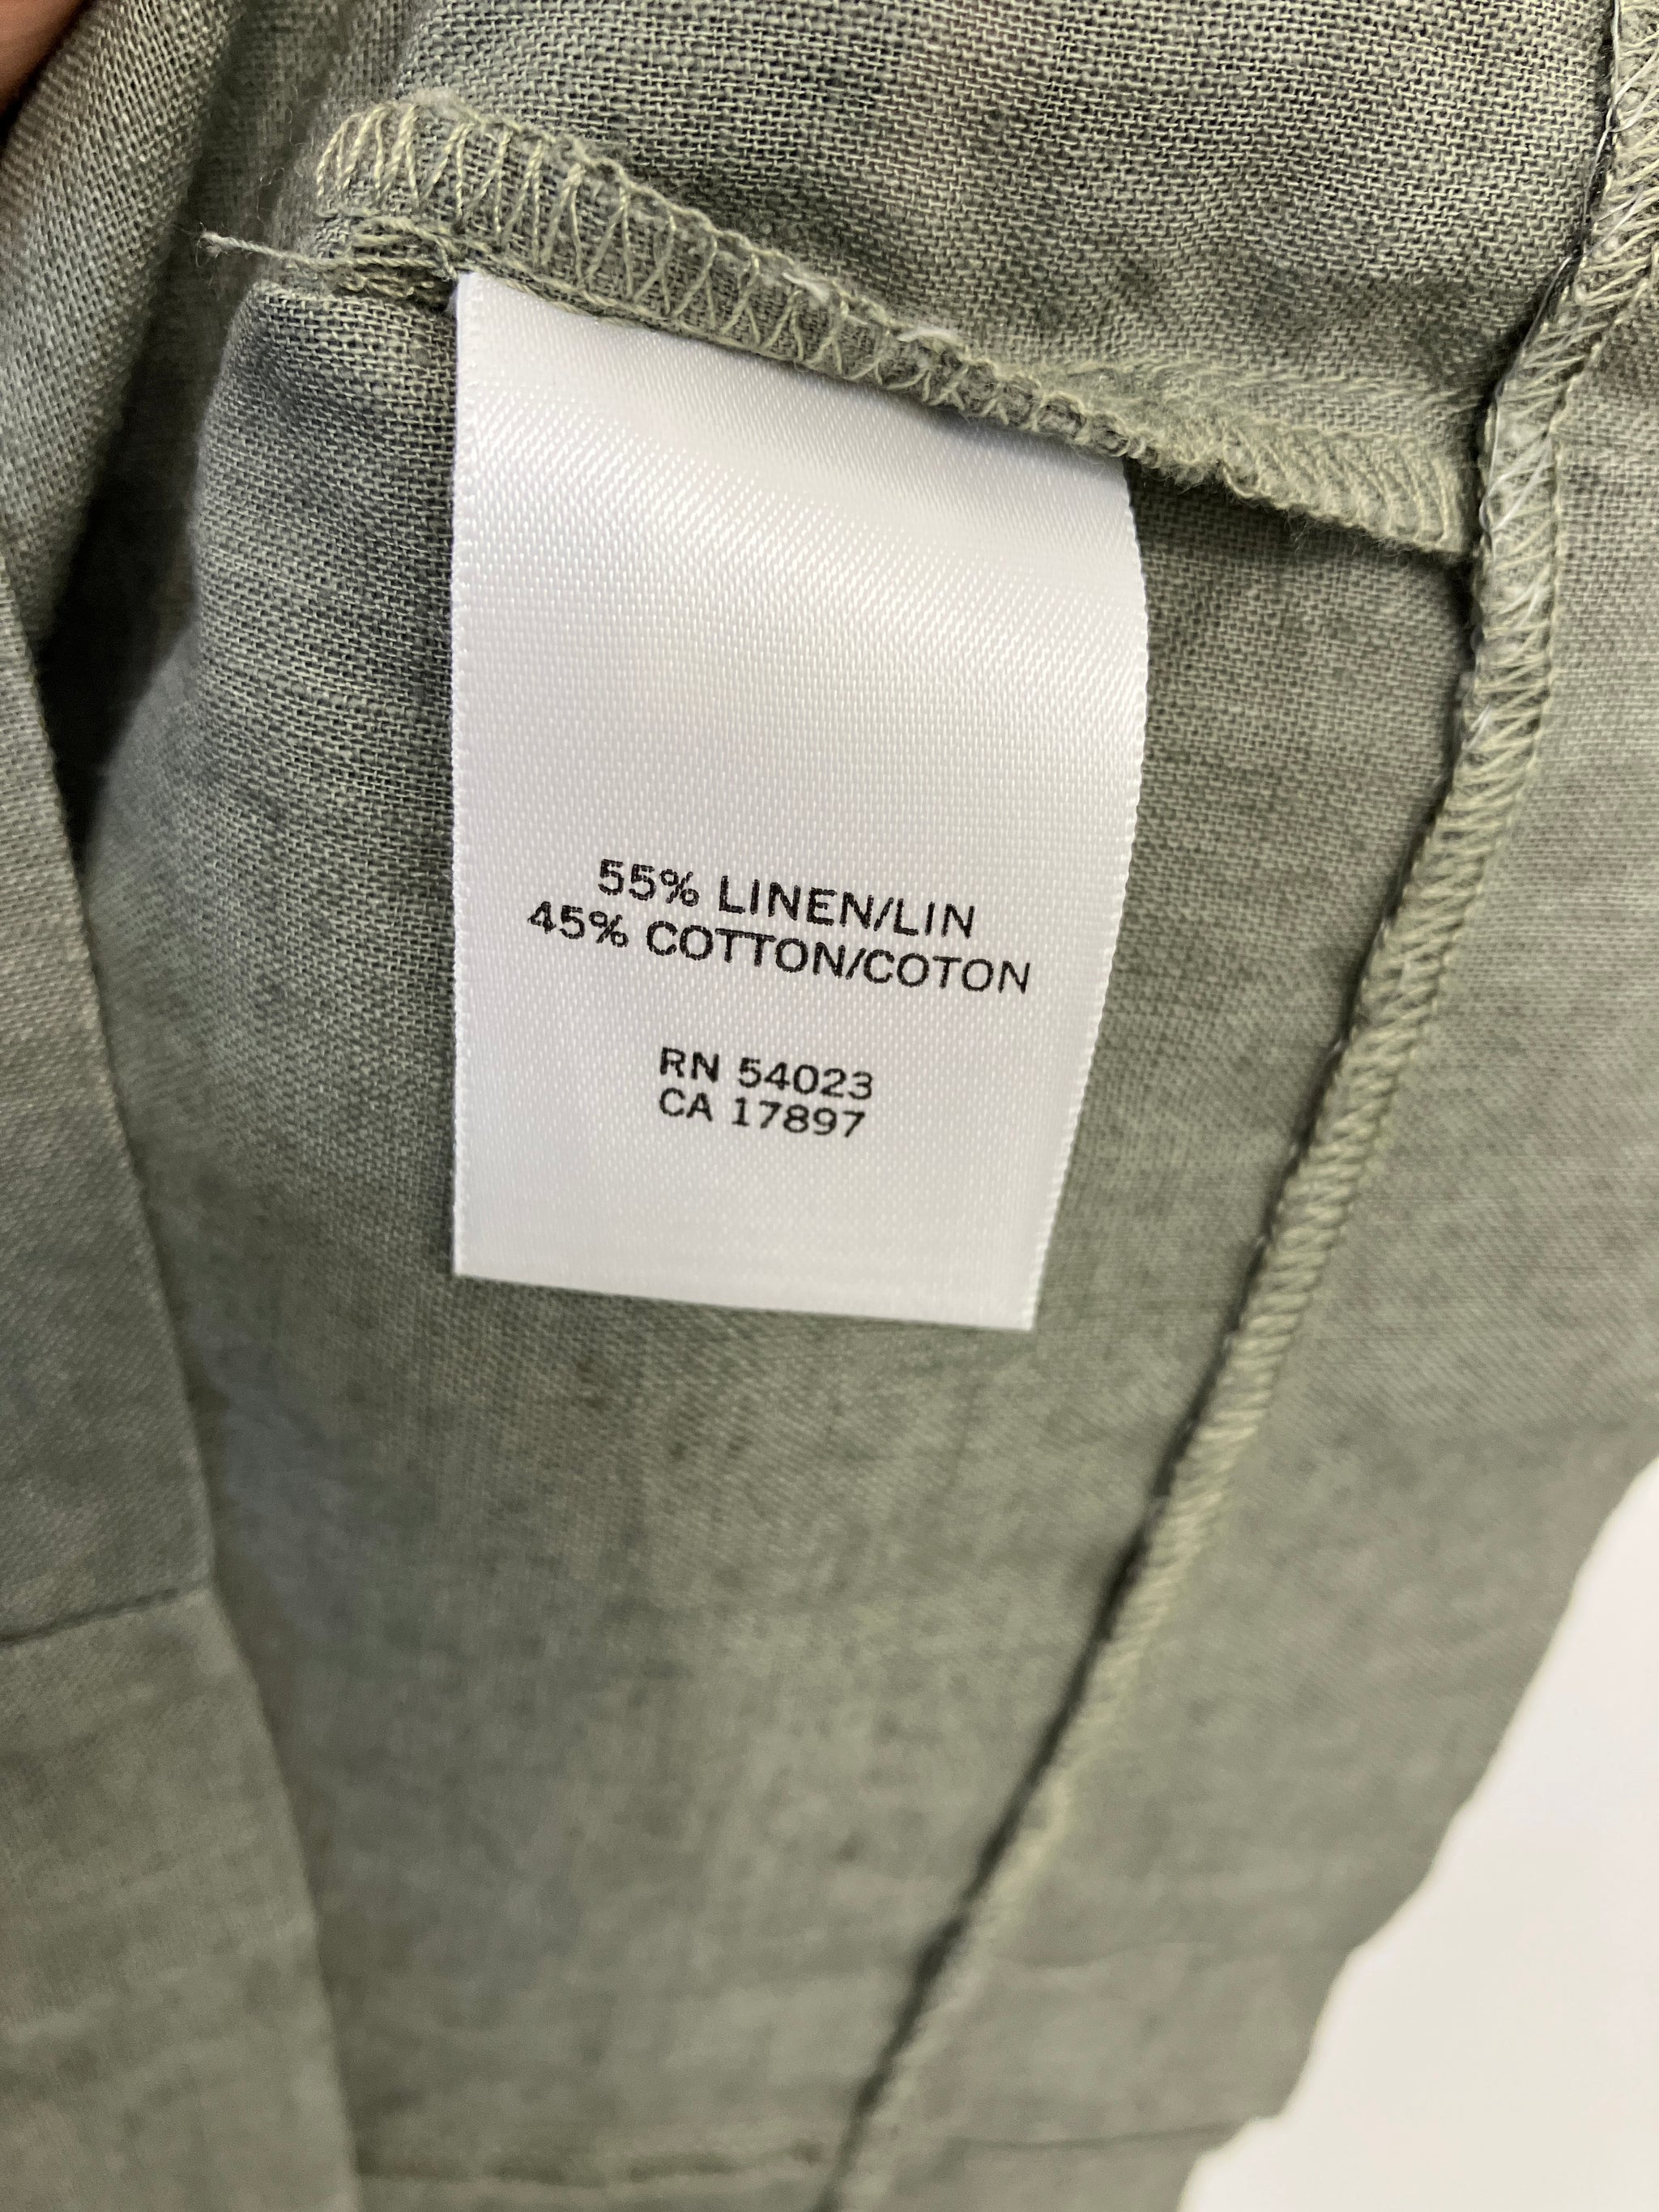 55% LINEN/LIN
45% COTTON/COTON
RN 54023
CA 17897